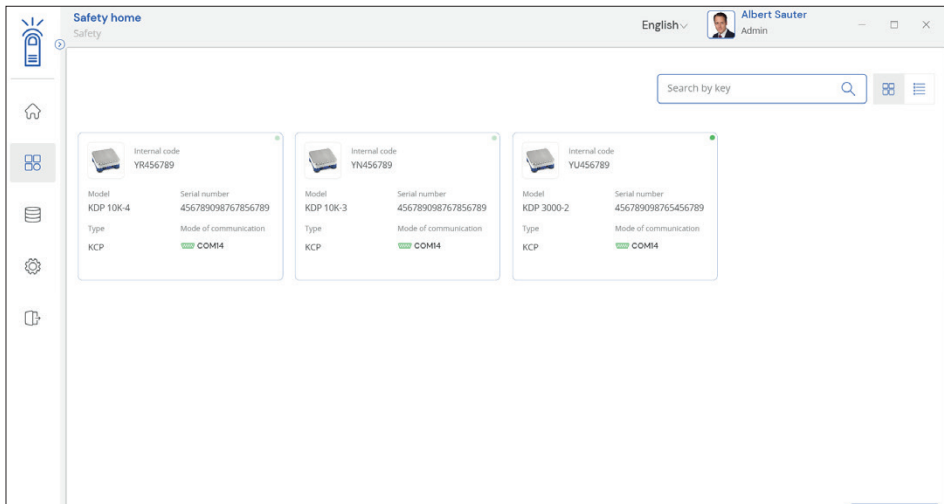 Safety home
Safety
English
Albert Sauter
Admin
Search by key
Internal code
YR456789
Model Serial number
KDP 10K-4 456789098767856789
Type Mode of communication
KCP COM14
Internal code
YN456789
Model Serial number
KDP 10K-3 456789098767856789
Type Mode of communication
KCP COM14
Internal code
YU456789
Model Serial number
KDP 3000-2 456789098765456789
Type Mode of communication
KCP COM14